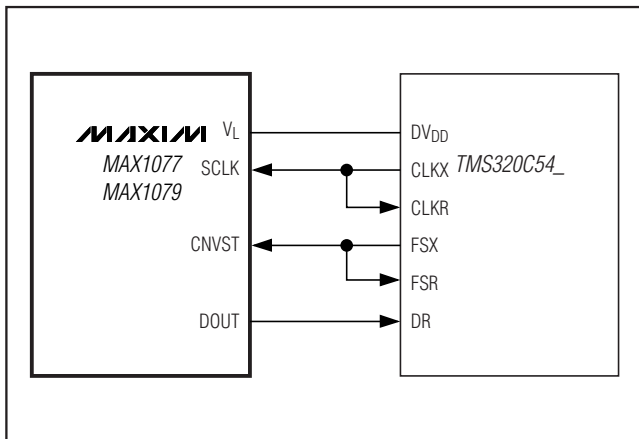 MAXIM
MAX1077
MAX1079
VL
SCLK
CNVST
DOUT
DVDD
CLKX
CLKR
FSX
FSR
DR
TMS320C54_